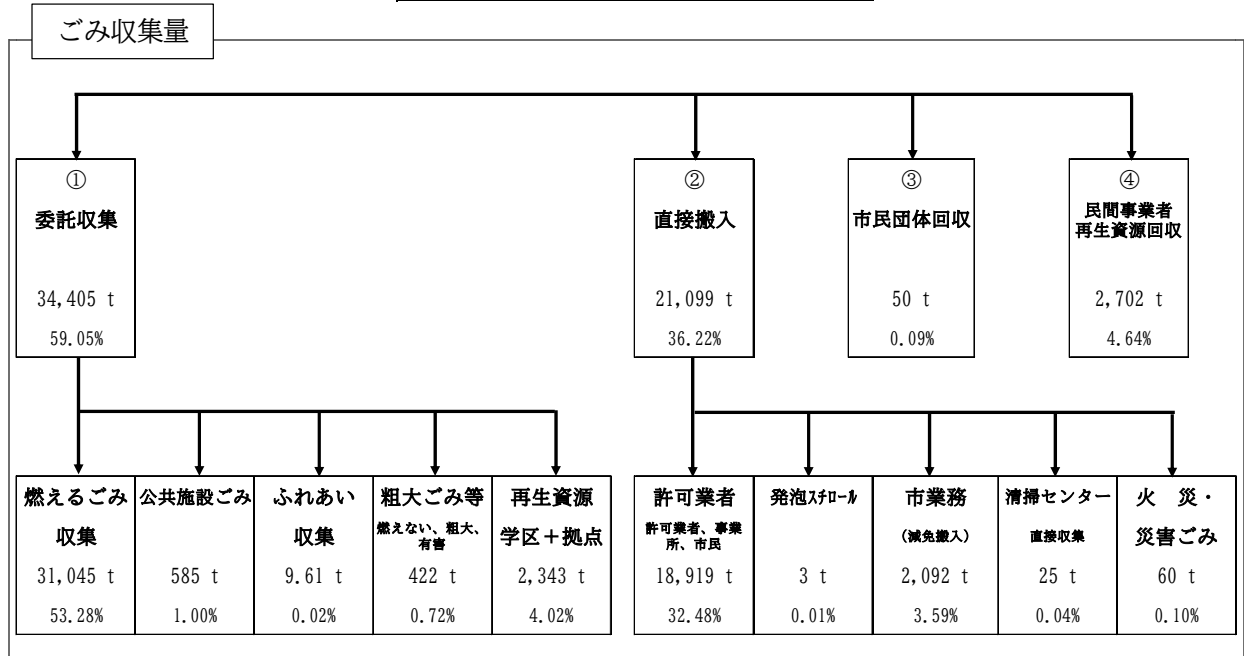 ごみ収集量
①
委託収集
34,405 t
59.05%
②
直接搬入
21,099 t
36.22%
③
市民団体回収
50 t
0.09%
④
民間事業者
再生資源回収
2,702 t
4.64%
燃えるごみ
収集
31,045 t
53.28%
公共施設ごみ
585 t
1.00%
ふれあい
収集
9.61 t
0.02%
粗大ごみ等
燃えない、粗大、
有害
422 t
0.72%
再生資源
学区＋拠点
2,343 t
4.02%
許可業者
許可業者、事業
所、市民
18,919 t
32.48%
発泡ｽﾁﾛｰﾙ
3 t
0.01%
市業務
(減免搬入)
2,092 t
3.59%
清掃センター
直接収集
25 t
0.04%
火　災・
災害ごみ
60 t
0.10%